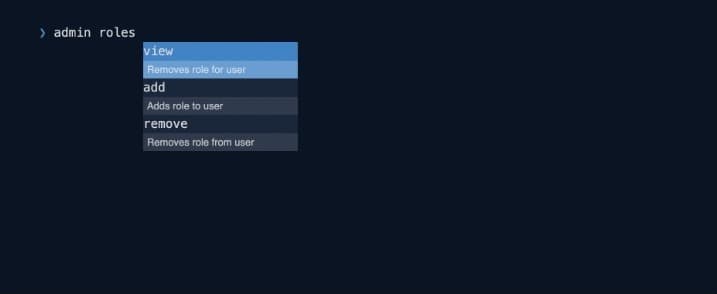 ❯ admin roles
view
Removes role for user
add
Adds role to user
remove
Removes role from user